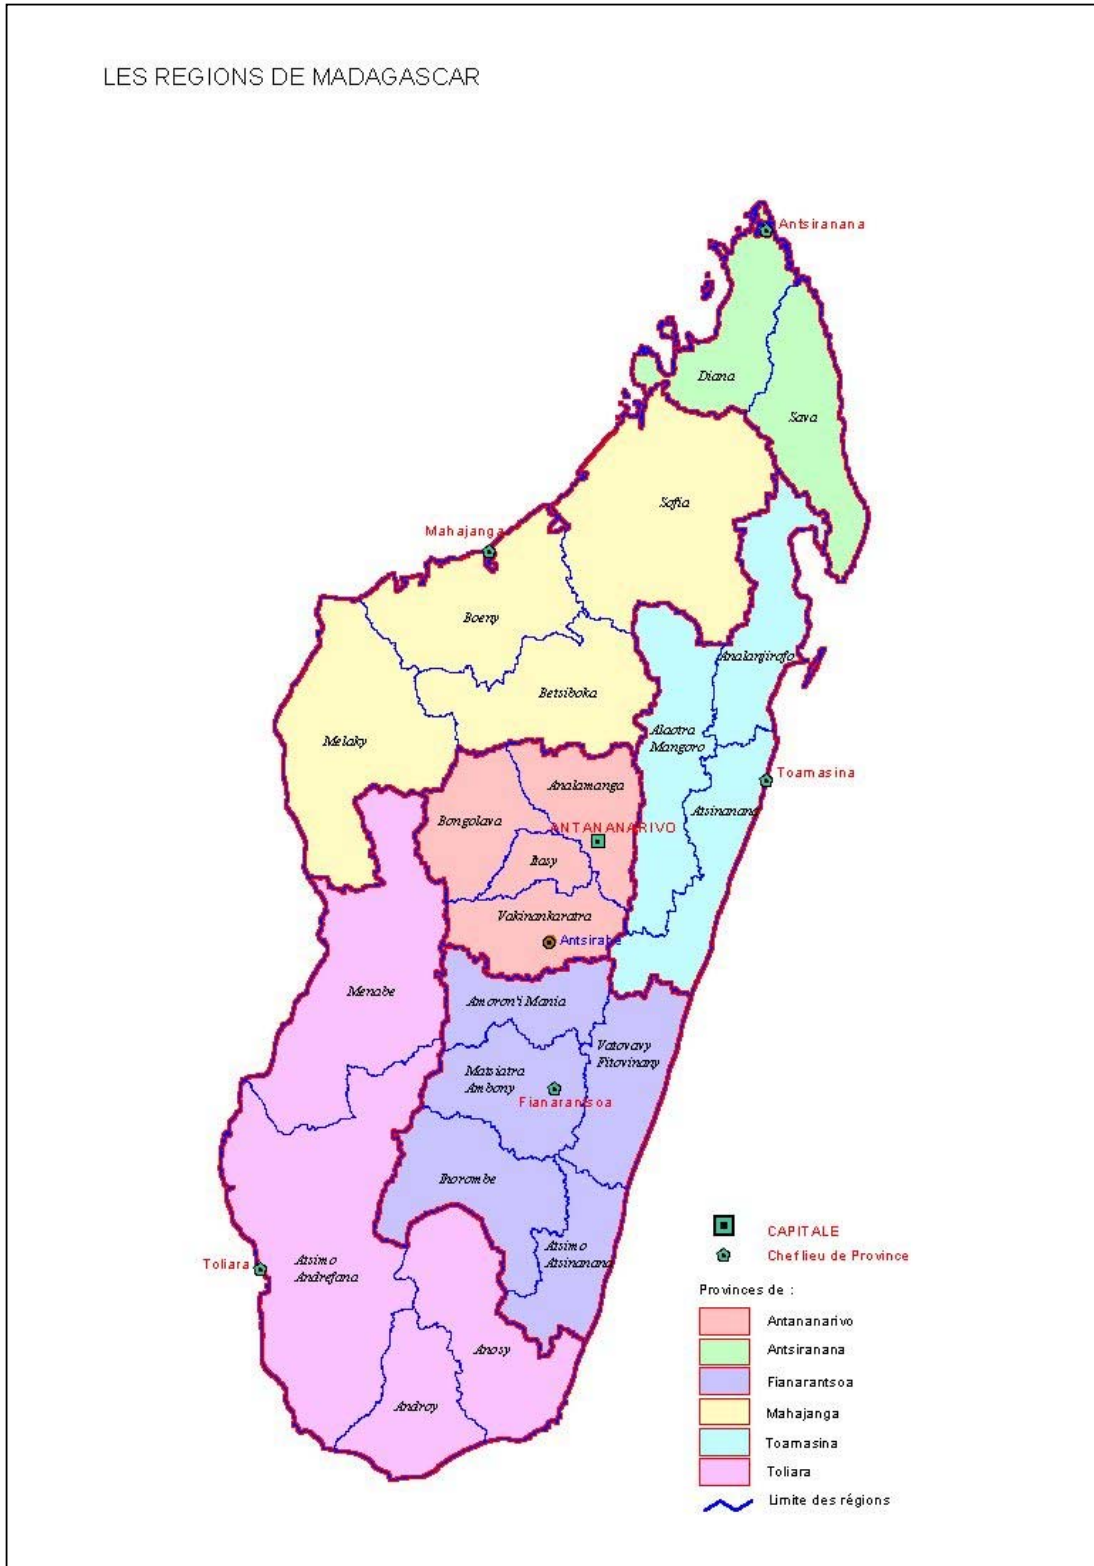 LES REGIONS DE MADAGASCAR
Antsiranana
Diana
Sava
Sofia
Mahajanga
Boeny
Analanjirofo
Betsiboka
Alaotra
Mangoro
Melaky
Toamasina
Analamanga
Atsinanana
Bongolava
ANTANANARIVO
Itasy
Vakinankaratra
Antsirabe
Menabe
Amoron'i Mania
Vatovavy
Fitovinany
Matsiatra
Ambony
Fianarantsoa
Ihorombe
Atsimo
Atsinanana
Toliara
Atsimo
Andrefana
Anosy
Androy
CAPITALE
Chef lieu de Province
Provinces de :
Antananarivo
Antsiranana
Fianarantsoa
Mahajanga
Toamasina
Toliara
Limite des régions